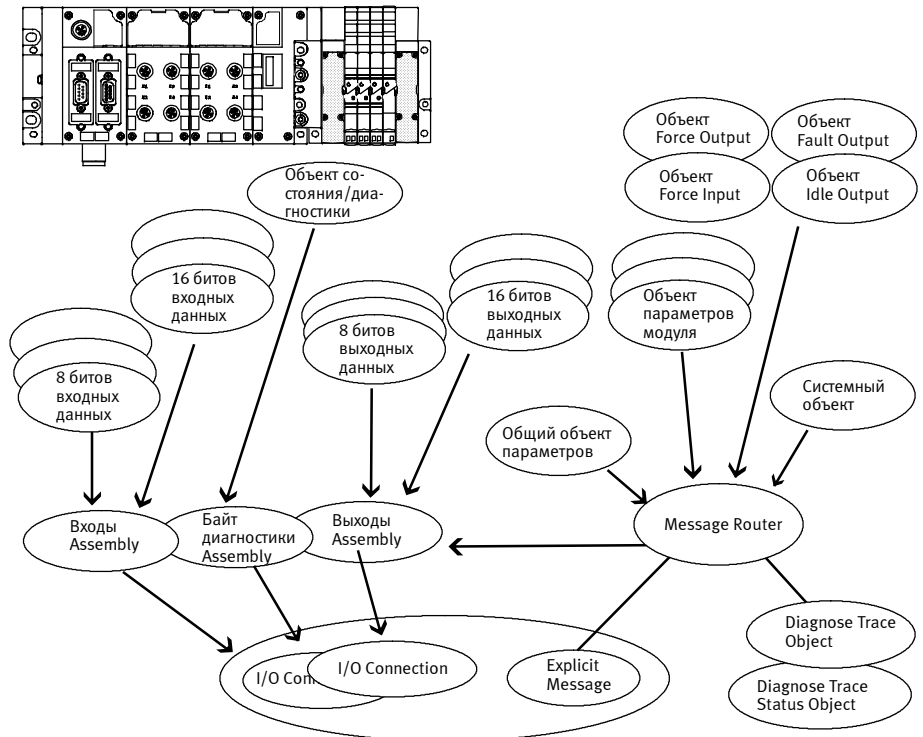 Объект
Force Output
Объект
Fault Output
Объект
Force Input
Объект
Idle Output
Объект со-
стояния/диа-
гностики
16 битов
входных
данных
8 битов
входных
данных
8 битов
выходных
данных
16 битов
выходных
данных
Объект
параметров
модуля
Системный
объект
Общий объект
параметров
Входы
Assembly
Байт
диагностики
Assembly
Выходы
Assembly
Message Router
I/O Con
I/O Connection
Explicit
Message
Diagnose Trace
Object
Diagnose Trace
Status Object